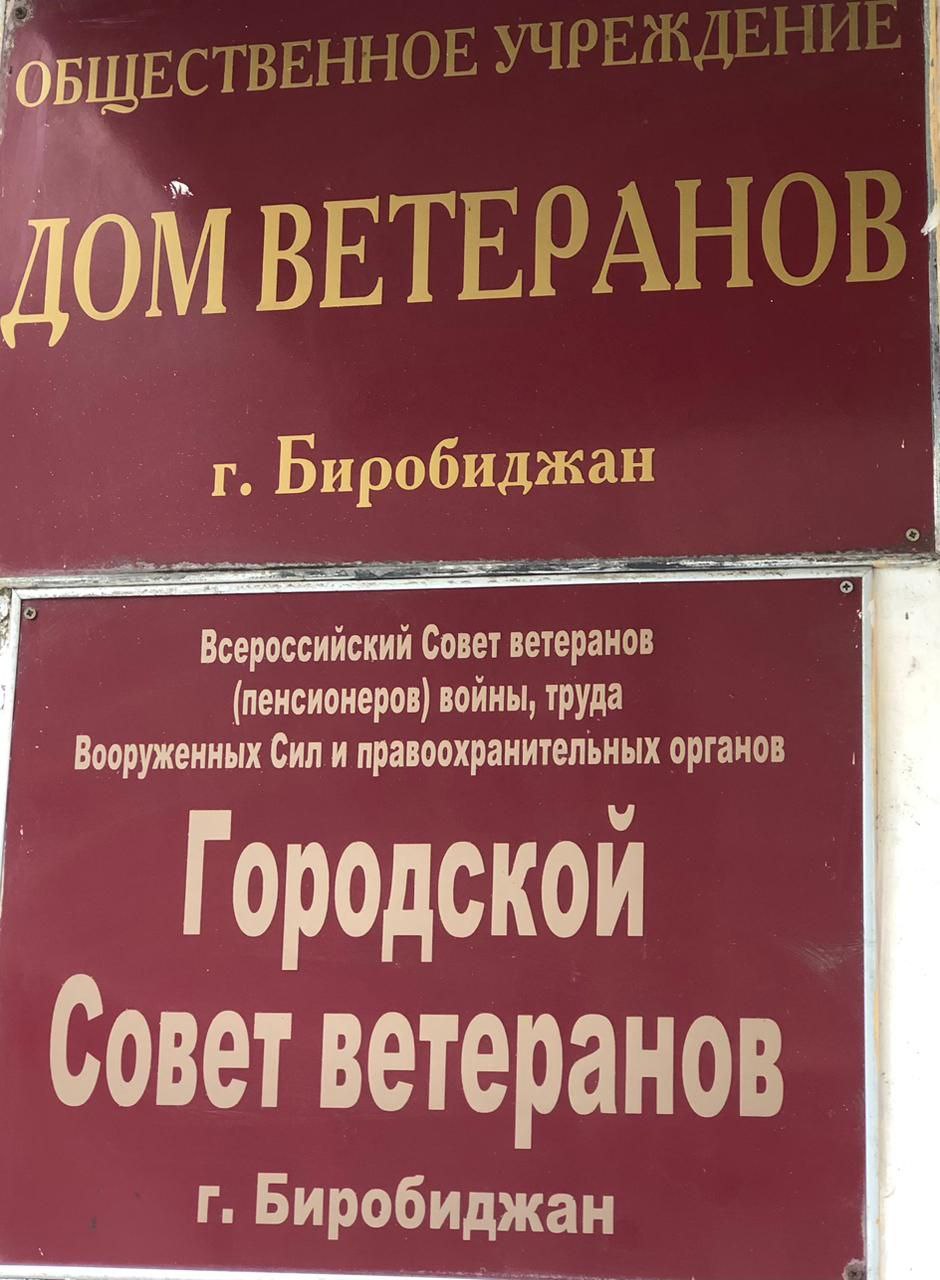 ОБЩЕСТВЕННОЕ УЧРЕЖДЕНИЕ
ДОМ ВЕТЕРАНОВ
г. Биробиджан
Всероссийский Совет ветеранов
(пенсионеров) войны, труда
Вооруженных Сил и правоохранительных органов
Городской
Совет ветеранов
г. Биробиджан